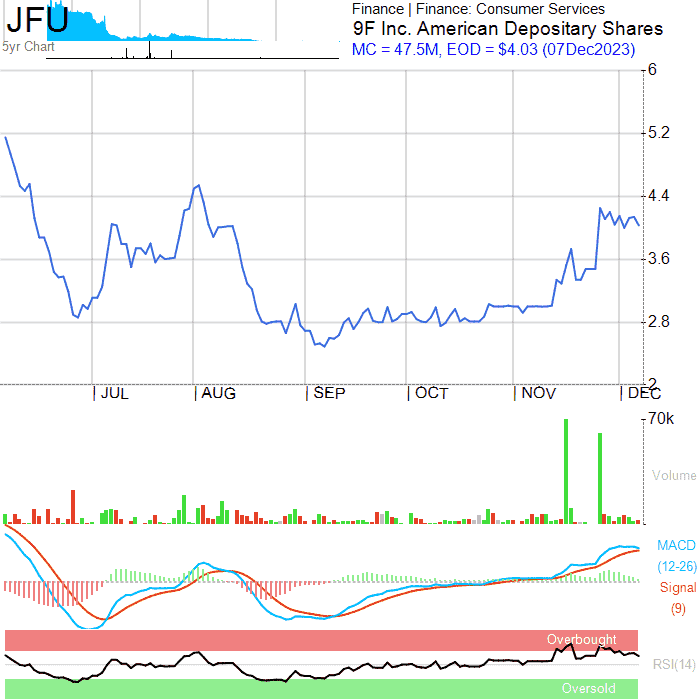 JFU
5yr Chart
Finance | Finance: Consumer Services
9F Inc. American Depositary Shares
MC = 47.5M, EOD = $4.03 (07Dec2023)
6
5.2
4.4
3.6
2.8
2
| JUL | AUG | SEP | OCT | NOV | DEC
70k
Volume
MACD
(12-26)
Signal
(9)
Overbought
RSI(14)
Oversold